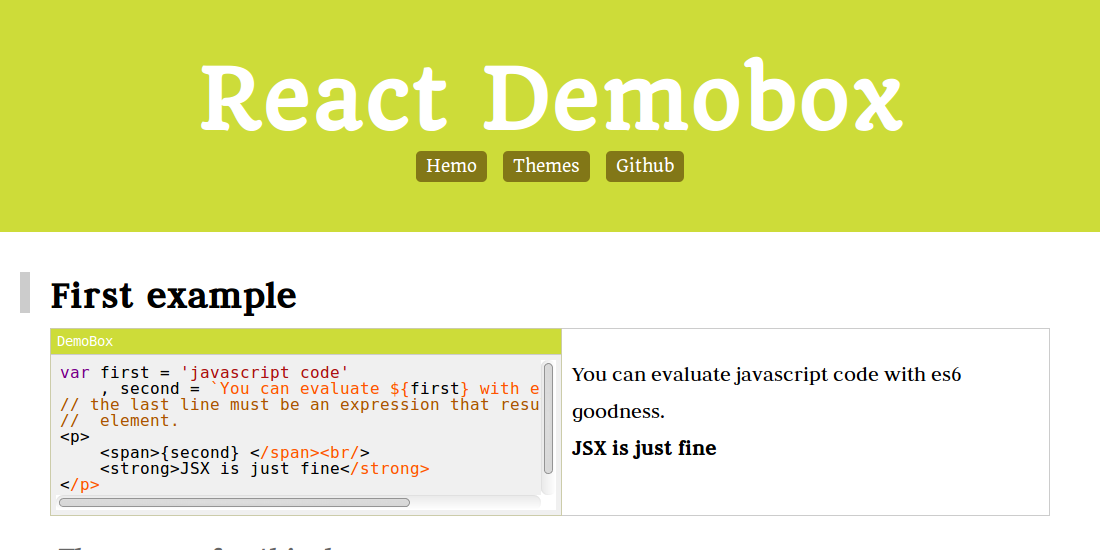 React Demobox
Hemo Themes Github
First example
DemoBox
var first = 'javascript code'
, second = `You can evaluate ${first} with e
// the last line must be an expression that resu
// element.
<p>
<span>{second} </span><br/>
<strong>JSX is just fine</strong>
</p>
You can evaluate javascript code with es6
goodness.
JSX is just fine